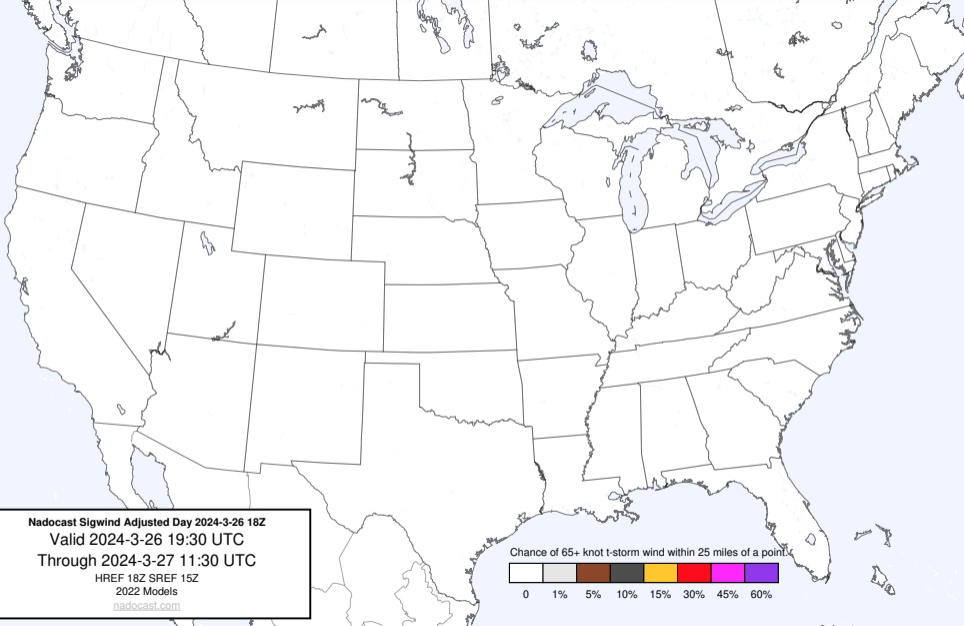 Nadocast Sigwind Adjusted Day 2024-3-26 18Z
Valid 2024-3-26 19:30 UTC
Through 2024-3-27 11:30 UTC
HREF 18Z SREF 15Z
2022 Models
nadocast.com
Chance of 65+ knot t-storm wind within 25 miles of a point.
0 1% 5% 10% 15% 30% 45% 60%